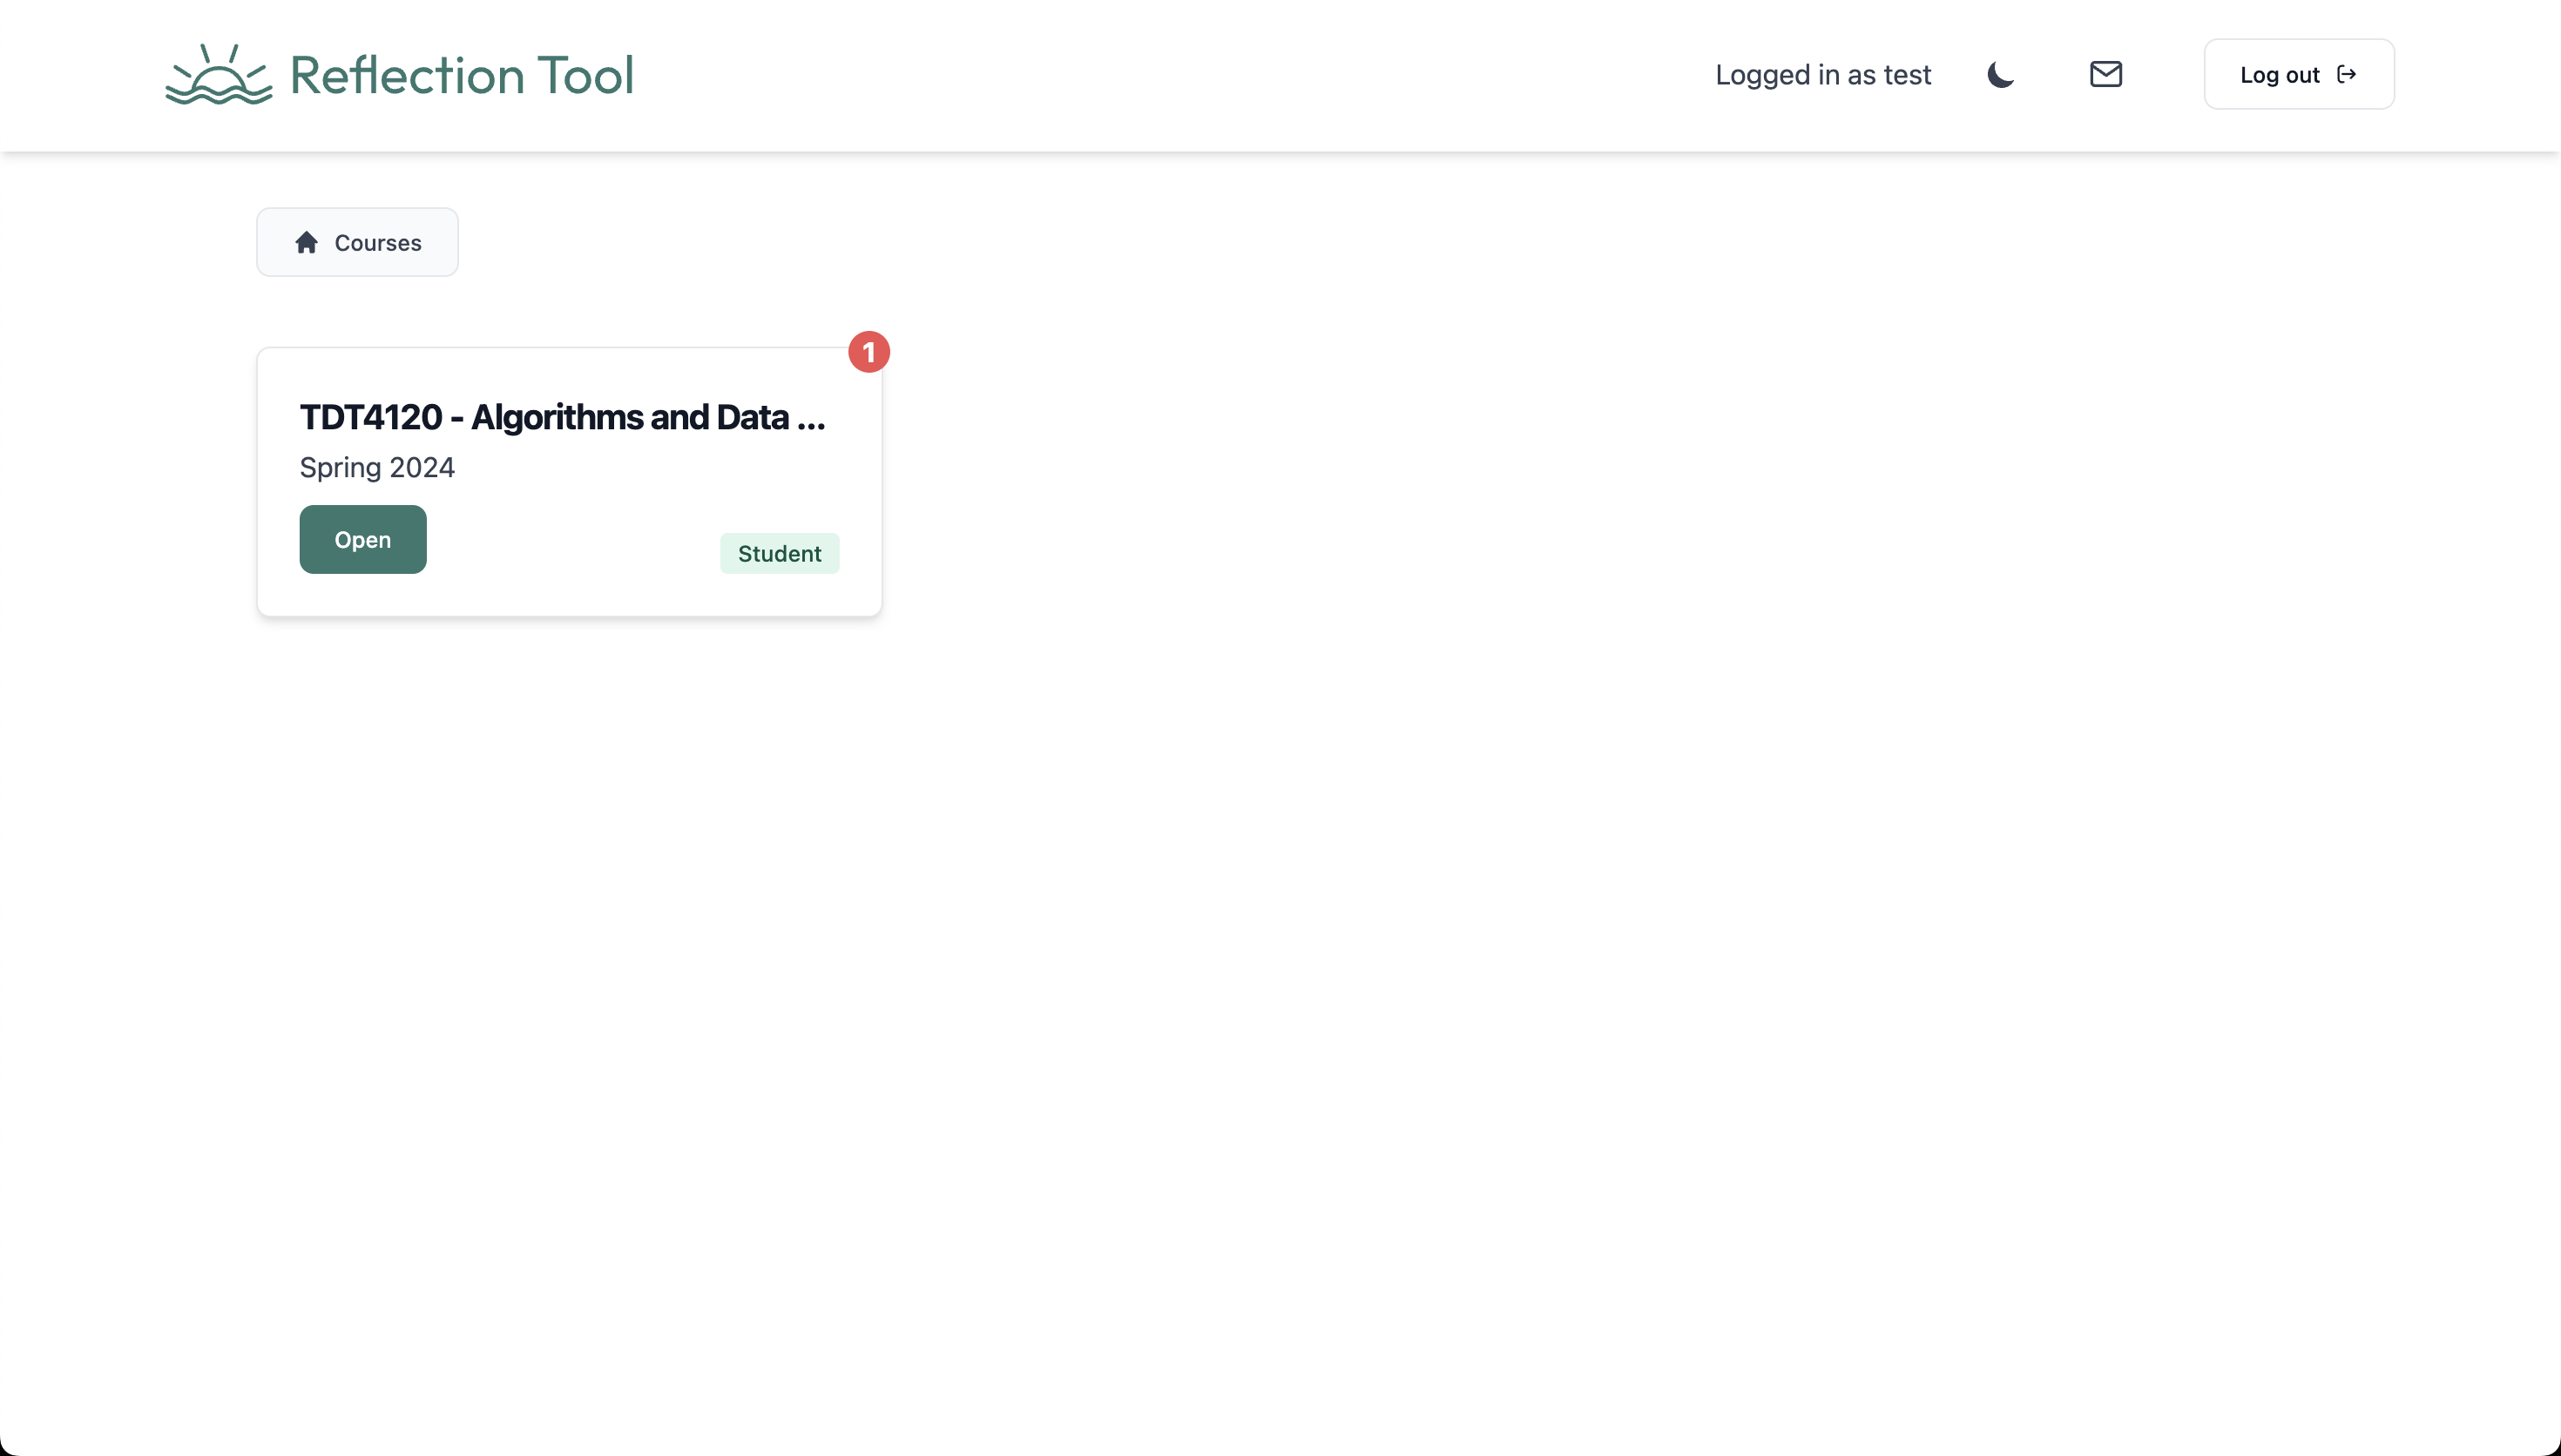 Reflection Tool
Logged in as test
Log out
Courses
1
TDT4120 - Algorithms and Data ...
Spring 2024
Open
Student